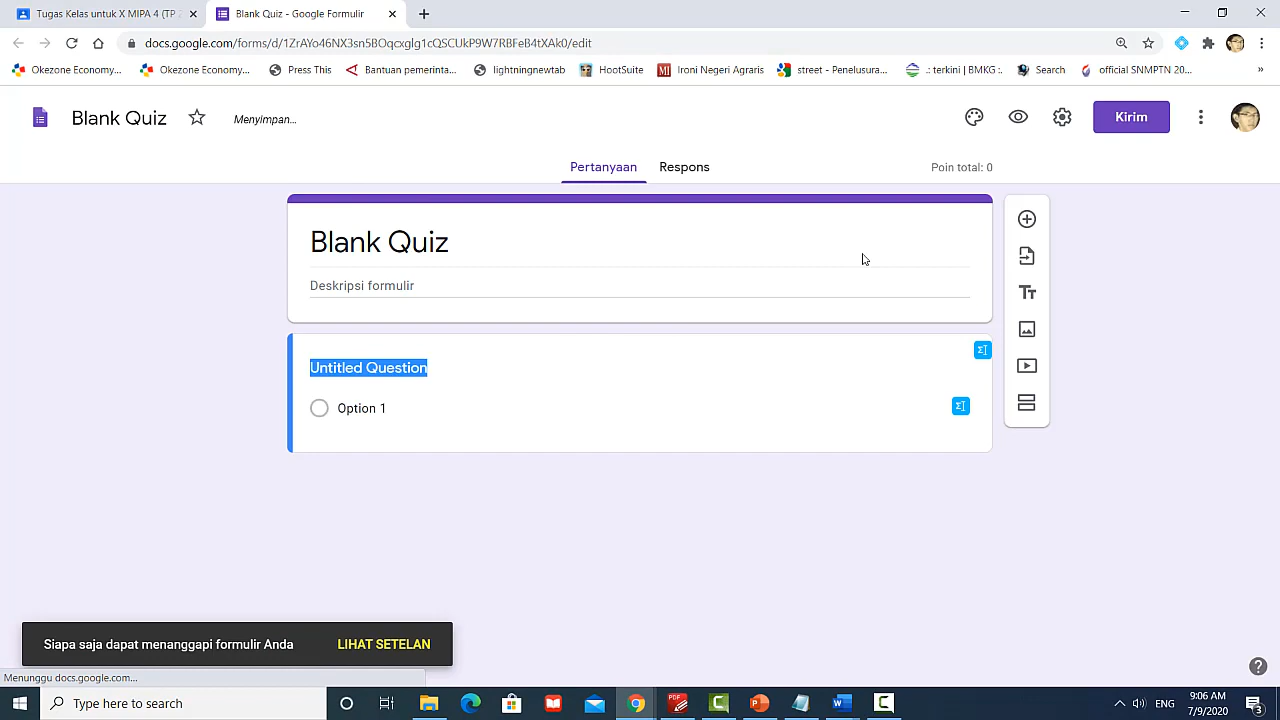 Tugas Kelas untuk X MIPA 4 (TP 2
Blank Quiz - Google Formulir
docs.google.com/forms/d/1ZrAYo46NX3sn5BOqcxglg1cQSCUkP9W7RBFeB4tXAk0/edit
Okezone Economy... Okezone Economy... Press This Bantuan pemerinta... lightningnewtab HootSuite Ironi Negeri Agraris street - Penelusura... .: terkini | BMKG :. Search official SNMPTN 20... »
Blank Quiz
Menyimpan...
Kirim
Pertanyaan Respons
Poin total: 0
Blank Quiz
Deskripsi formulir
Untitled Question
Option 1
Siapa saja dapat menanggapi formulir Anda LIHAT SETELAN
Menunggu docs.google.com...
Type here to search
ENG
9:06 AM
7/9/2020